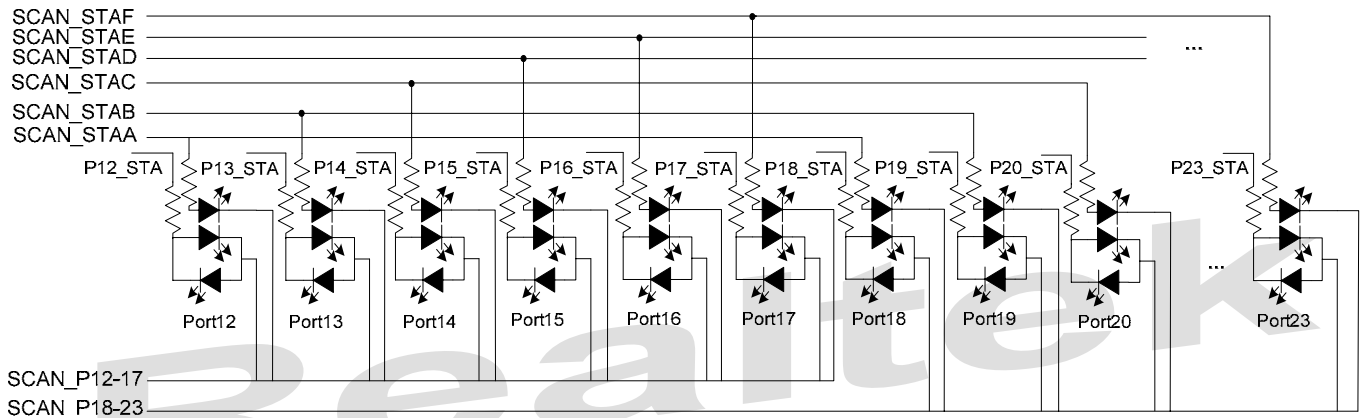 SCAN_STAF
SCAN_STAE
SCAN_STAD
SCAN_STAC
SCAN_STAB
SCAN_STAA
...
P12_STA P13_STA P14_STA P15_STA P16_STA P17_STA P18_STA P19_STA P20_STA P23_STA
...
Port12 Port13 Port14 Port15 Port16 Port17 Port18 Port19 Port20 Port23
SCAN_P12-17
SCAN_P18-23
Realtek